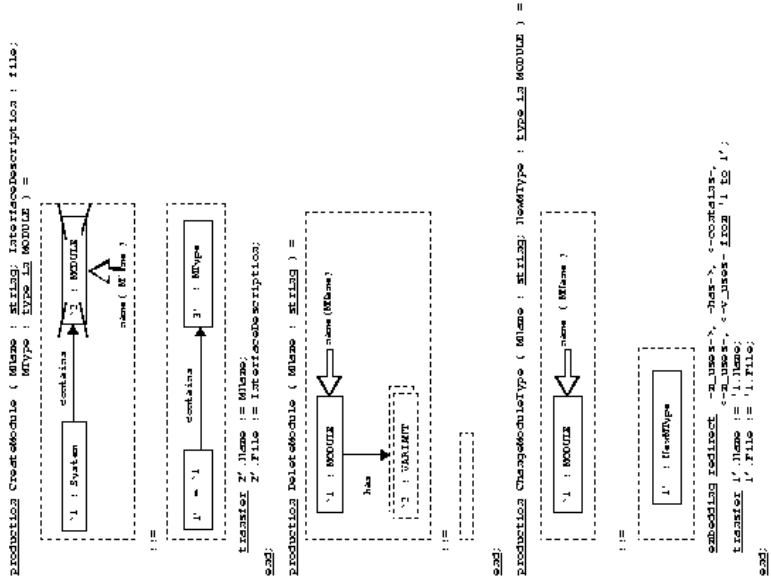 production CreateModule ( MName : string; InterfaceDescription : file;
MType : type in MODULE ) =
`1 : System
contains
`2 : MODULE
name ( MName )
::=
1' = `1
contains
: MType
transfer 2'.Name := MName;
2'.File := InterfaceDescription;
end;
production DeleteModule ( MName : string ) =
`1 : MODULE
name (MName)
has
`2 : VARIANT
::=
end;
production ChangeModuleType ( MName : string; NewMType : type in MODULE ) =
`1 : MODULE
name ( MName )
::=
1' : NewMType
embedding redirect -m_uses->, -has->, <-contains-,
<-m_uses-, <-v_uses- from `1 to 1';
transfer 1'.Name := `1.Name;
1'.File := `1.File;
end;